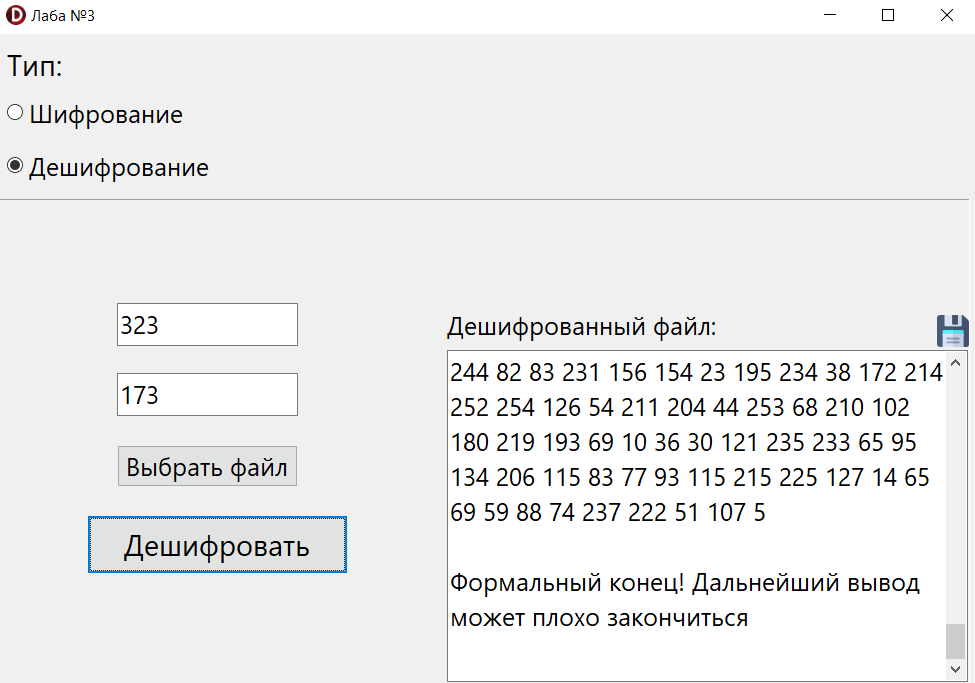 Лаба №3
Тип:
Шифрование
Дешифрование
323
173
Выбрать файл
Дешифровать
Дешифрованный файл:
244 82 83 231 156 154 23 195 234 38 172 214
252 254 126 54 211 204 44 253 68 210 102
180 219 193 69 10 36 30 121 235 233 65 95
134 206 115 83 77 93 115 215 225 127 14 65
69 59 88 74 237 222 51 107 5
Формальный конец! Дальнейший вывод
может плохо закончиться